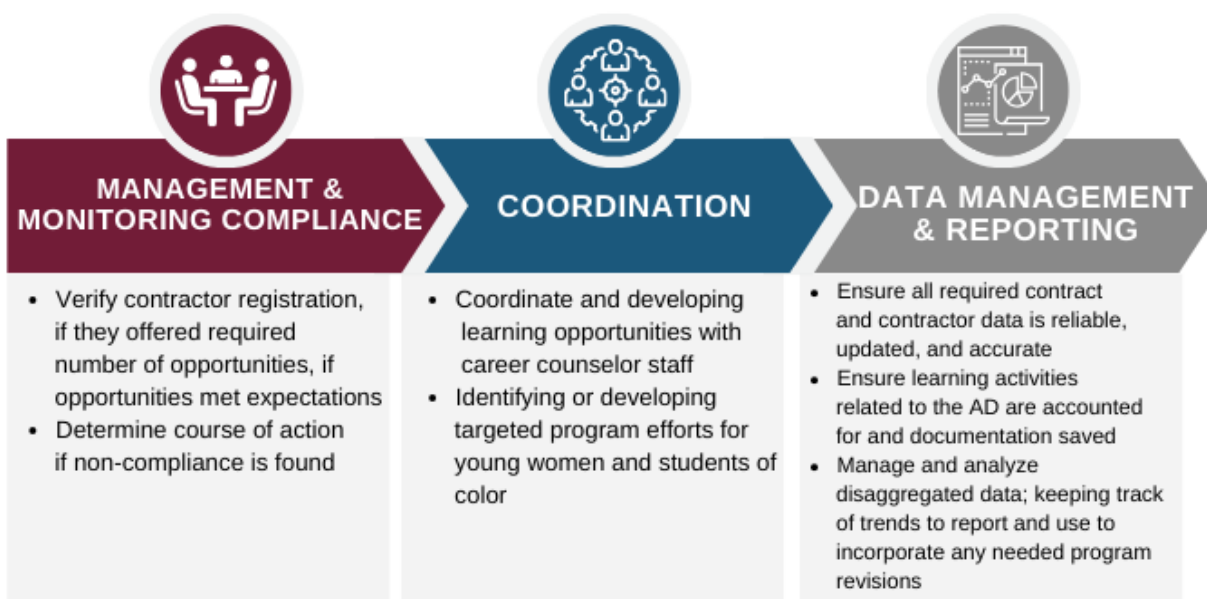 MANAGEMENT &
MONITORING COMPLIANCE
• Verify contractor registration,
if they offered required
number of opportunities, if
opportunities met expectations
• Determine course of action
if non-compliance is found
COORDINATION
• Coordinate and developing
learning opportunities with
career counselor staff
• Identifying or developing
targeted program efforts for
young women and students of
color
DATA MANAGEMENT
& REPORTING
• Ensure all required contract
and contractor data is reliable,
updated, and accurate
• Ensure learning activities
related to the AD are accounted
for and documentation saved
• Manage and analyze
disaggregated data; keeping track
of trends to report and use to
incorporate any needed program
revisions